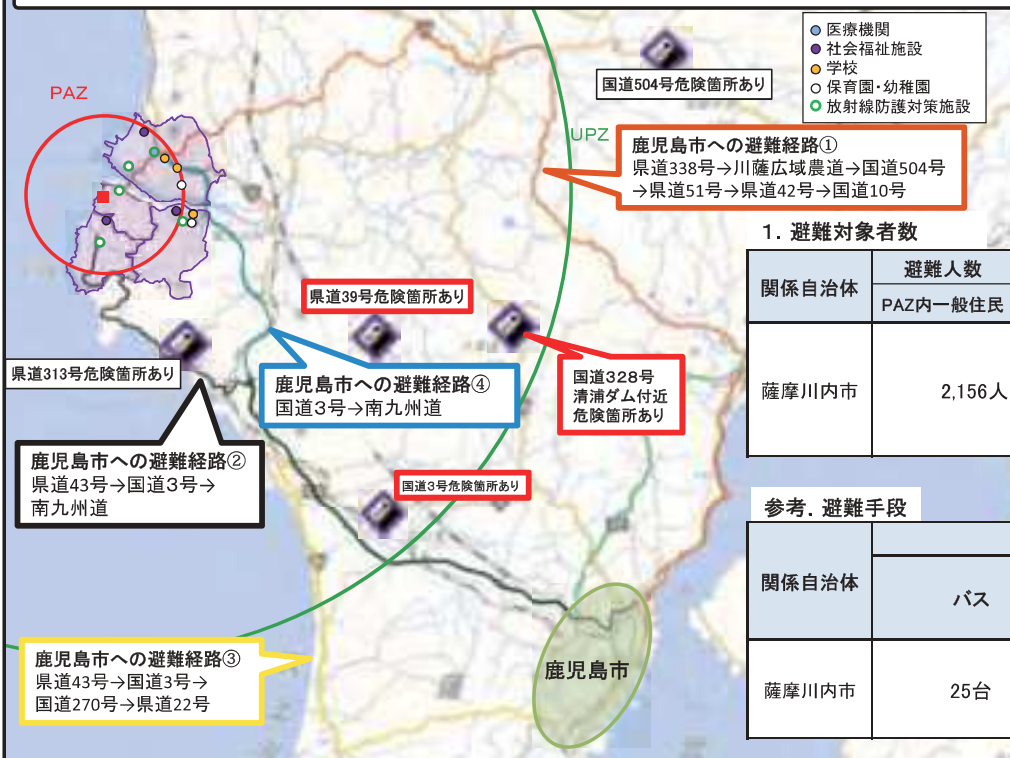 医療機関
社会福祉施設
学校
保育園・幼稚園
放射線防護対策施設
国道504号危険箇所あり
PAZ
UPZ
鹿児島市への避難経路①
県道338号→川薩広域農道→国道504号
→県道51号→県道42号→国道10号
1. 避難対象者数
関係自治体
避難人数
PAZ内一般住民
薩摩川内市
2,156人
県道39号危険箇所あり
県道313号危険箇所あり
鹿児島市への避難経路④
国道3号→南九州道
国道328号
清浦ダム付近
危険箇所あり
鹿児島市への避難経路②
県道43号→国道3号→
南九州道
国道3号危険箇所あり
参考. 避難手段
関係自治体
バス
薩摩川内市
25台
鹿児島市への避難経路③
県道43号→国道3号→
国道270号→県道22号
鹿児島市